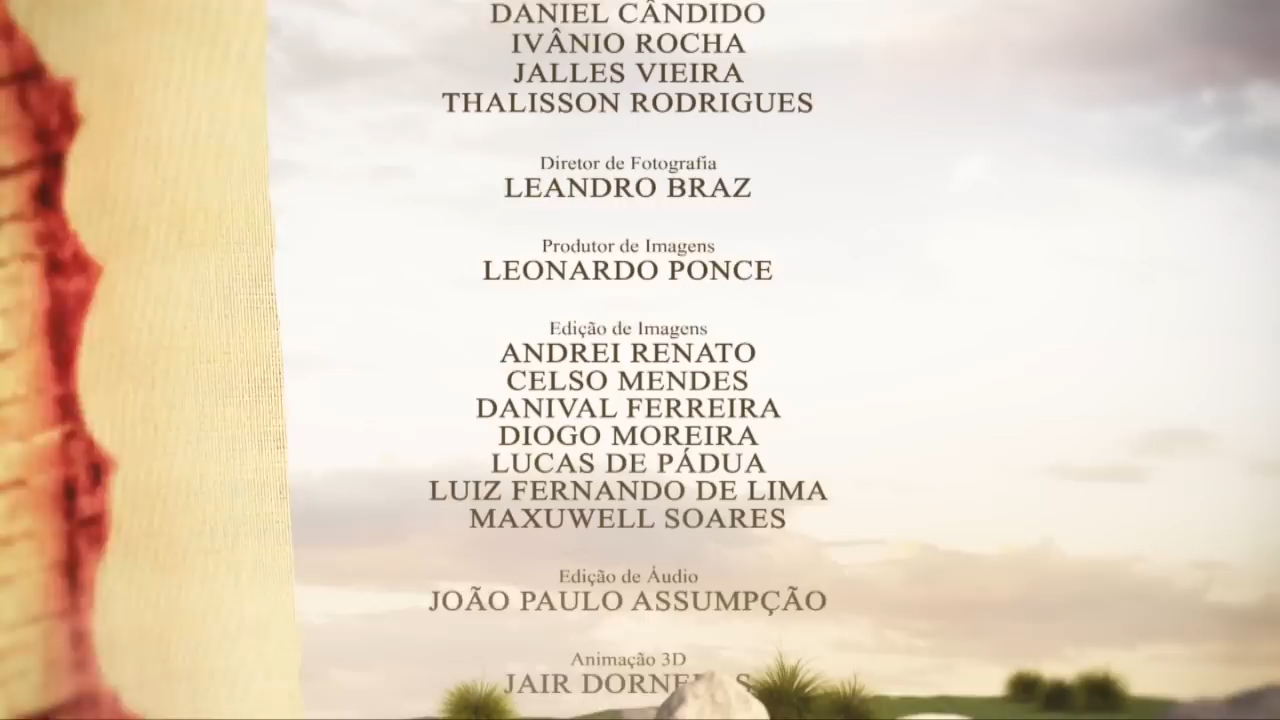 DANIEL CÂNDIDO
IVÂNIO ROCHA
JALLES VIEIRA
THALISSON RODRIGUES
Diretor de Fotografia
LEANDRO BRAZ
Produtor de Imagens
LEONARDO PONCE
Edição de Imagens
ANDREI RENATO
CELSO MENDES
DANIVAL FERREIRA
DIOGO MOREIRA
LUCAS DE PÁDUA
LUIZ FERNANDO DE LIMA
MAXUWELL SOARES
Edição de Áudio
JOÃO PAULO ASSUMPÇÃO
Animação 3D
JAIR